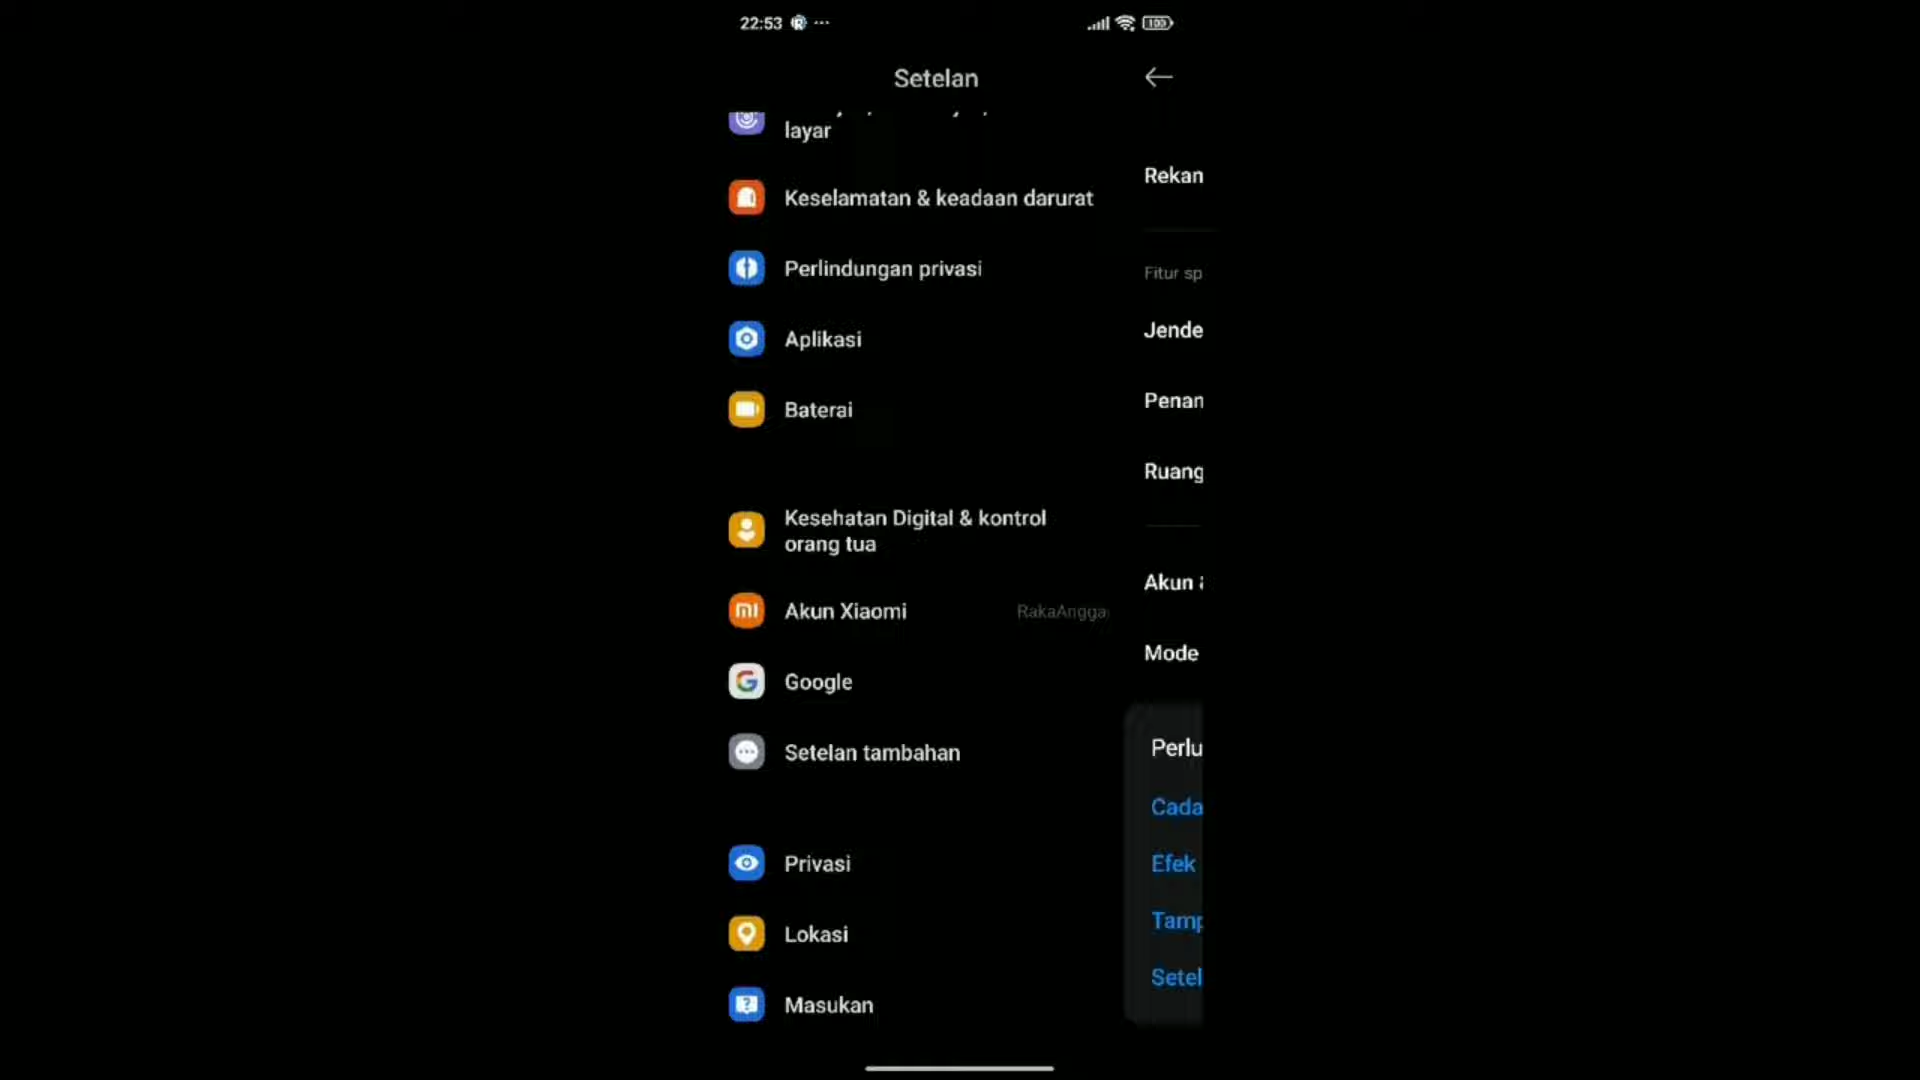 22:53
Setelan
layar
Keselamatan & keadaan darurat
Perlindungan privasi
Aplikasi
Baterai
Kesehatan Digital & kontrol
orang tua
Akun Xiaomi
RakaAngga
Google
Setelan tambahan
Privasi
Lokasi
Masukan
Rekan
Fitur sp
Jende
Penan
Ruang
Akun
Mode
Perlu
Cada
Efek
Tamp
Setel